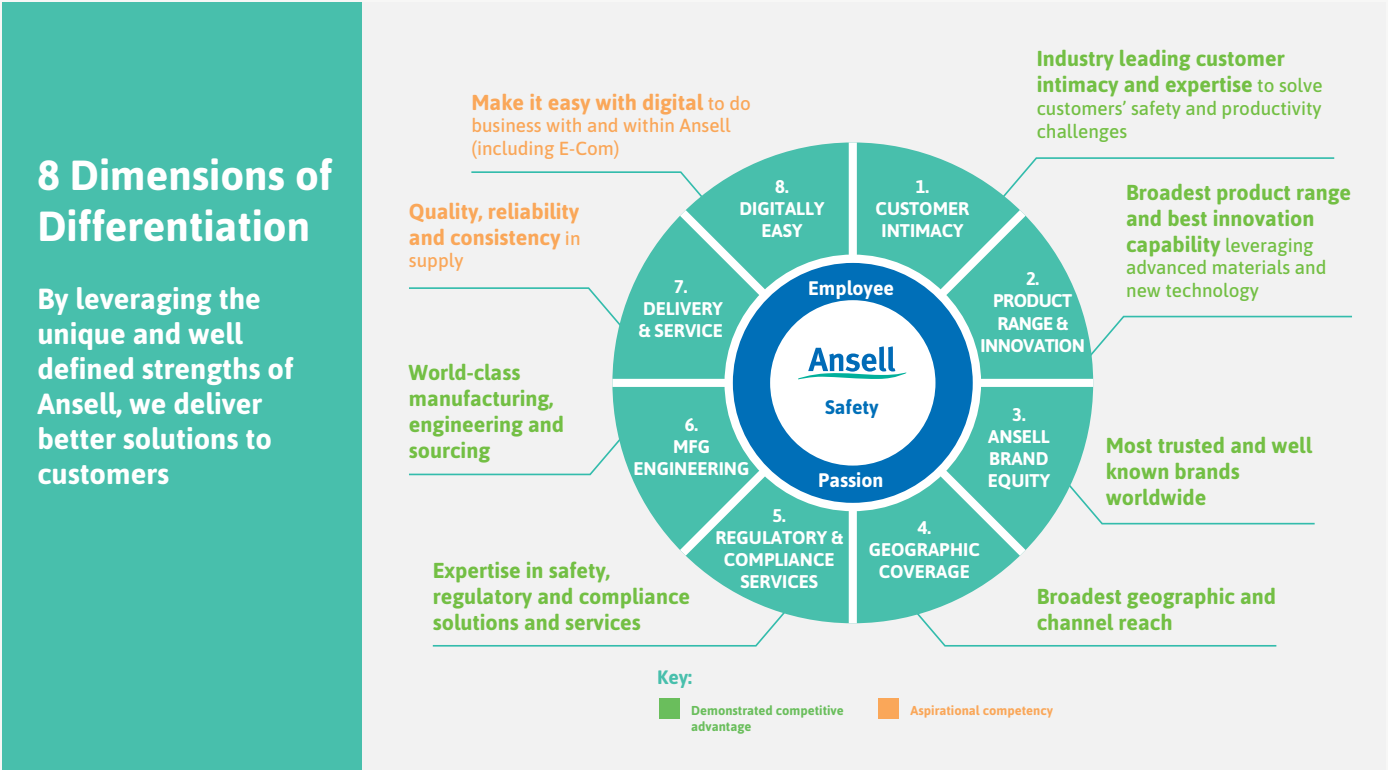 8 Dimensions of
Differentiation
By leveraging the
unique and well
defined strengths of
Ansell, we deliver
better solutions to
customers
Make it easy with digital to do
business with and within Ansell
(including E-Com)
Quality, reliability
and consistency in
supply
World-class
manufacturing,
engineering and
sourcing
Expertise in safety,
regulatory and compliance
solutions and services
Industry leading customer
intimacy and expertise to solve
customers’ safety and productivity
challenges
Broadest product range
and best innovation
capability leveraging
advanced materials and
new technology
Most trusted and well
known brands
worldwide
Broadest geographic and
channel reach
1.
CUSTOMER
INTIMACY
2.
PRODUCT
RANGE &
INNOVATION
3.
ANSELL
BRAND
EQUITY
4.
GEOGRAPHIC
COVERAGE
5.
REGULATORY &
COMPLIANCE
SERVICES
6.
MFG
ENGINEERING
7.
DELIVERY
& SERVICE
8.
DIGITALLY
EASY
Employee
Ansell
Safety
Passion
Key:
Demonstrated competitive
advantage
Aspirational competency